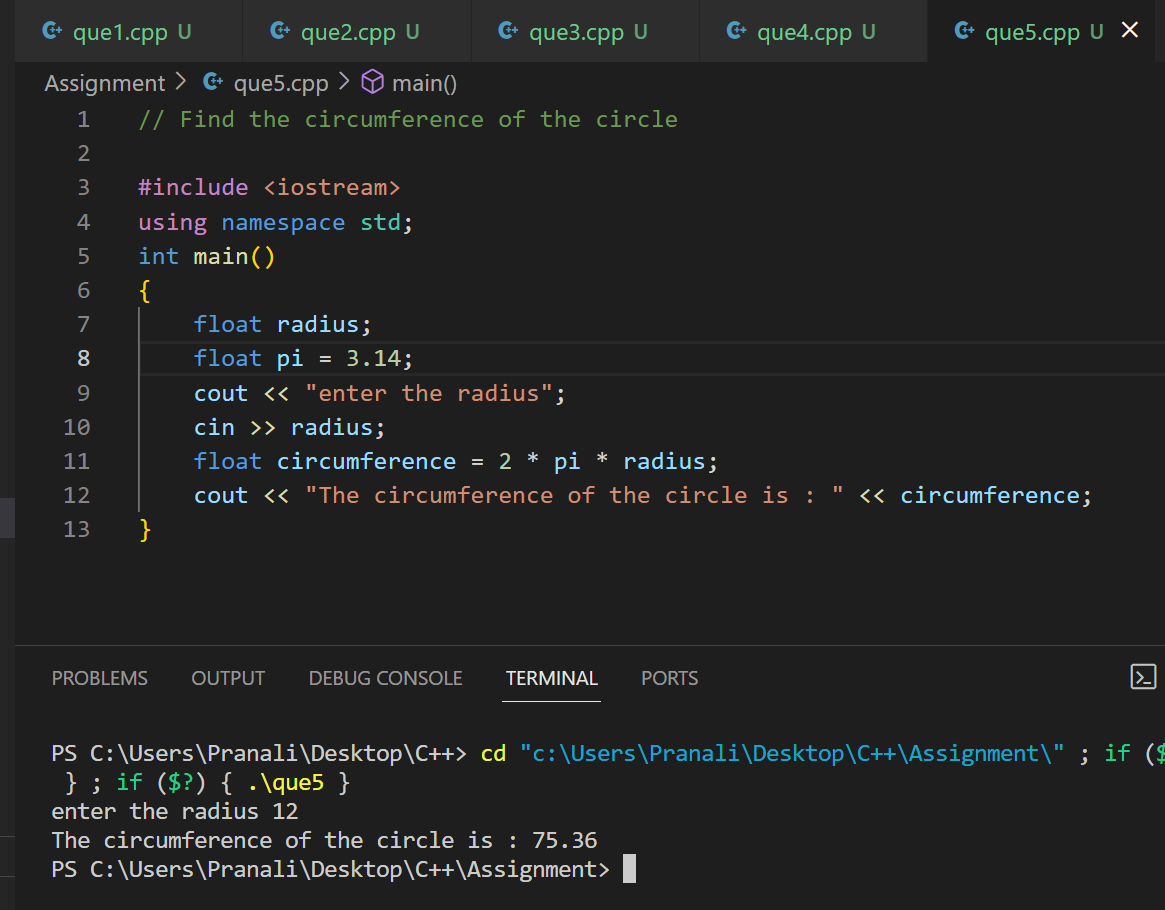 que1.cpp U que2.cpp U que3.cpp U que4.cpp U que5.cpp U
Assignment > que5.cpp > main()
1 // Find the circumference of the circle
2
3 #include <iostream>
4 using namespace std;
5 int main()
6 {
7 float radius;
8 float pi = 3.14;
9 cout << "enter the radius";
10 cin >> radius;
11 float circumference = 2 * pi * radius;
12 cout << "The circumference of the circle is : " << circumference;
13 }
PROBLEMS OUTPUT DEBUG CONSOLE TERMINAL PORTS
PS C:\Users\Pranali\Desktop\C++> cd "c:\Users\Pranali\Desktop\C++\Assignment\" ; if ($
} ; if ($?) { .\que5 }
enter the radius 12
The circumference of the circle is : 75.36
PS C:\Users\Pranali\Desktop\C++\Assignment>